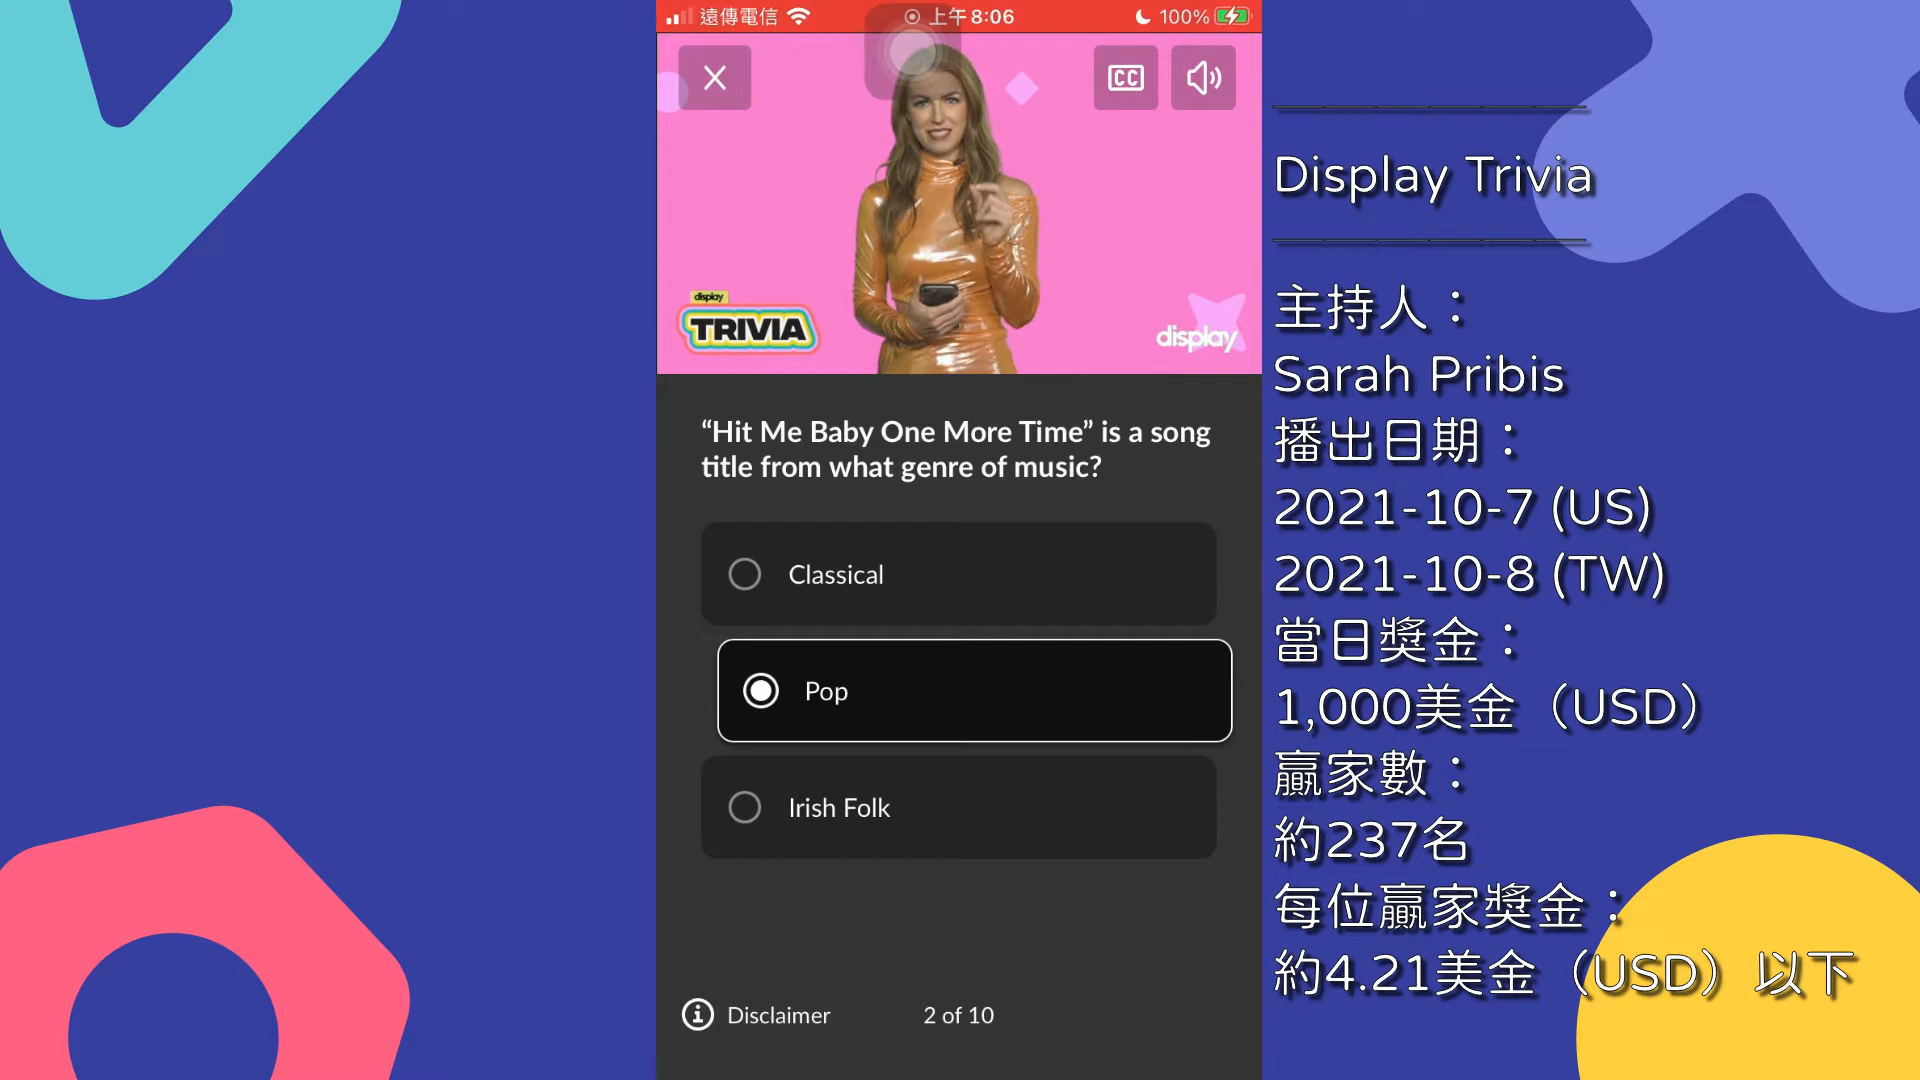 遠傳電信
上午8:06
100%
CC
display
TRIVIA
display
“Hit Me Baby One More Time” is a song
title from what genre of music?
Classical
Pop
Irish Folk
Disclaimer
2 of 10
Display Trivia
主持人：
Sarah Pribis
播出日期：
2021-10-7 (US)
2021-10-8 (TW)
當日獎金：
1,000美金（USD）
贏家數：
約237名
每位贏家獎金：
約4.21美金（USD）以下